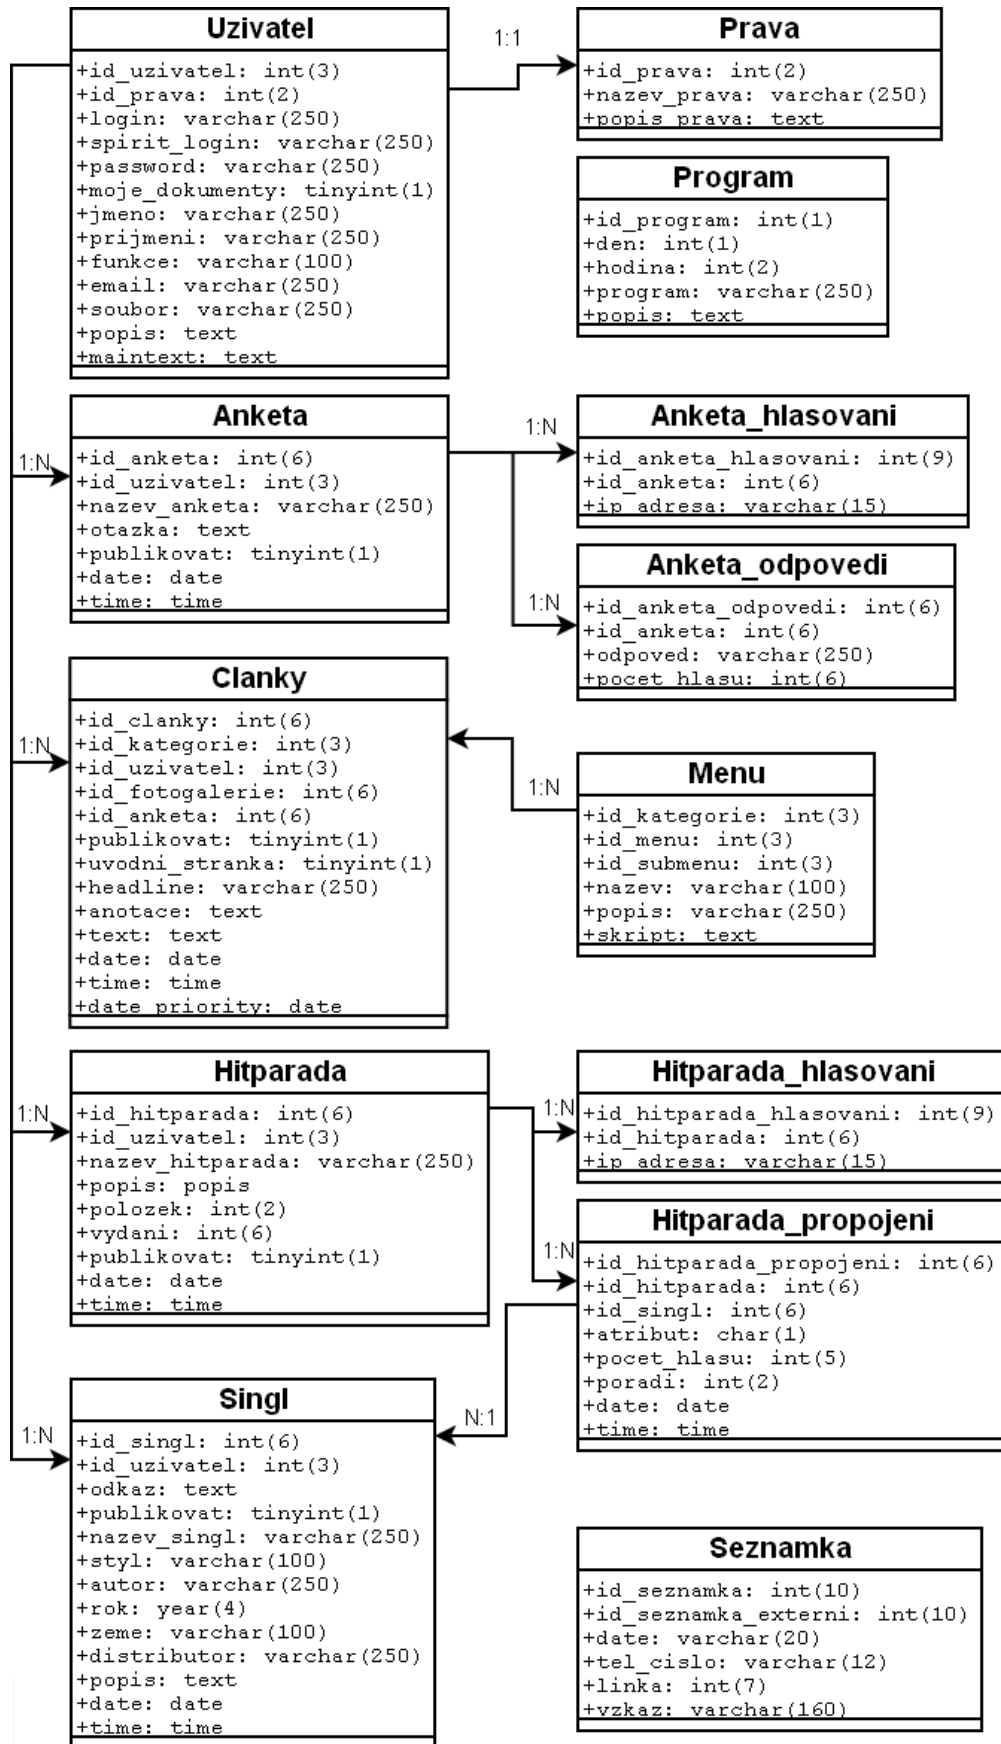 Uzivatel
+id_uzivatel: int(3)
+id_prava: int(2)
+login: varchar(250)
+spirit_login: varchar(250)
+password: varchar(250)
+moje_dokumenty: tinyint(1)
+jmeno: varchar(250)
+prijmeni: varchar(250)
+funkce: varchar(100)
+email: varchar(250)
+soubor: varchar(250)
+popis: text
+maintext: text
1:1
Prava
+id_prava: int(2)
+nazev_prava: varchar(250)
+popis_prava: text
Program
+id_program: int(1)
+den: int(1)
+hodina: int(2)
+program: varchar(250)
+popis: text
1:N
Anketa
+id_anketa: int(6)
+id_uzivatel: int(3)
+nazev_anketa: varchar(250)
+otazka: text
+publikovat: tinyint(1)
+date: date
+time: time
1:N
Anketa_hlasovani
+id_anketa_hlasovani: int(9)
+id_anketa: int(6)
+ip_adresa: varchar(15)
1:N
Anketa_odpovedi
+id_anketa_odpovedi: int(6)
+id_anketa: int(6)
+odpoved: varchar(250)
+pocet_hlasu: int(6)
1:N
Clanky
+id_clanky: int(6)
+id_kategorie: int(3)
+id_uzivatel: int(3)
+id_fotogalerie: int(6)
+id_anketa: int(6)
+publikovat: tinyint(1)
+uvodni_stranka: tinyint(1)
+headline: varchar(250)
+anotace: text
+text: text
+date: date
+time: time
+date_priority: date
1:N
Menu
+id_kategorie: int(3)
+id_menu: int(3)
+id_submenu: int(3)
+nazev: varchar(100)
+popis: varchar(250)
+skript: text
1:N
Hitparada
+id_hitparada: int(6)
+id_uzivatel: int(3)
+nazev_hitparada: varchar(250)
+popis: popis
+polozek: int(2)
+vydani: int(6)
+publikovat: tinyint(1)
+date: date
+time: time
1:N
Hitparada_hlasovani
+id_hitparada_hlasovani: int(9)
+id_hitparada: int(6)
+ip_adresa: varchar(15)
1:N
Hitparada_propojeni
+id_hitparada_propojeni: int(6)
+id_hitparada: int(6)
+id_singl: int(6)
+atribut: char(1)
+pocet_hlasu: int(5)
+poradi: int(2)
+date: date
+time: time
1:N
Singl
+id_singl: int(6)
+id_uzivatel: int(3)
+odkaz: text
+publikovat: tinyint(1)
+nazev_singl: varchar(250)
+styl: varchar(100)
+autor: varchar(250)
+rok: year(4)
+zeme: varchar(100)
+distributor: varchar(250)
+popis: text
+date: date
+time: time
N:1
Seznamka
+id_seznamka: int(10)
+id_seznamka_externi: int(10)
+date: varchar(20)
+tel_cislo: varchar(12)
+linka: int(7)
+vzkaz: varchar(160)